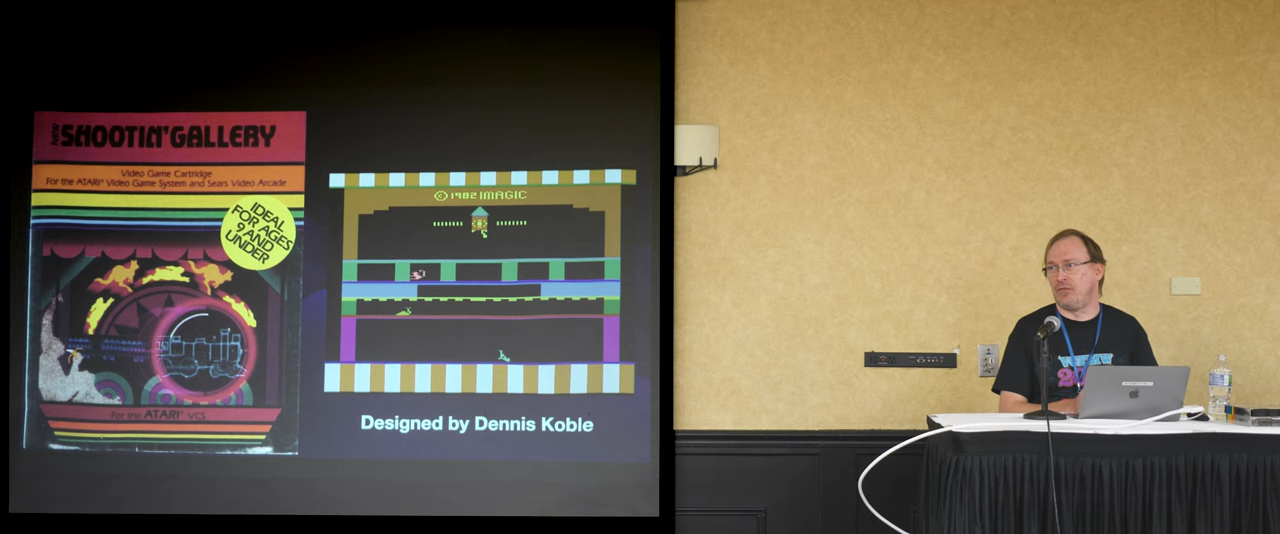 NEW SHOOTIN' GALLERY
Video Game Cartridge
For the ATARI® Video Game System and Sears Video Arcade
IDEAL
FOR AGES
9 AND
UNDER
For the ATARI® VCS
© 1982 IMAGIC
Designed by Dennis Koble